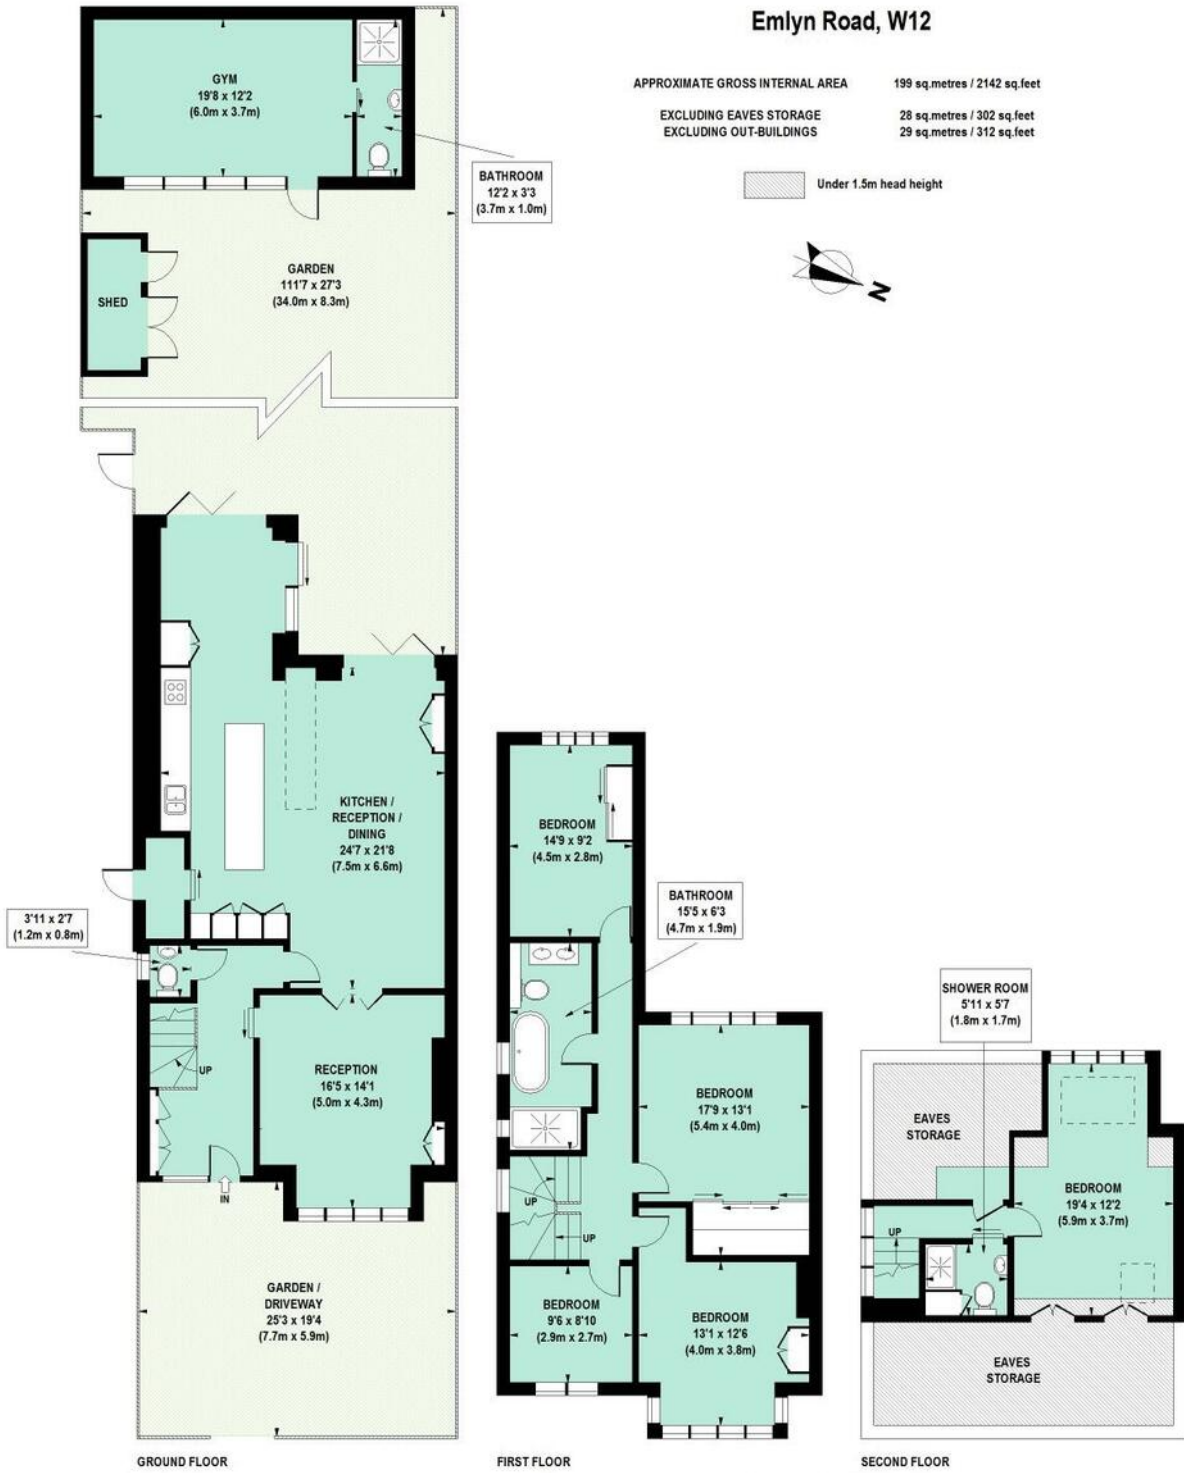 Emlyn Road, W12
APPROXIMATE GROSS INTERNAL AREA 199 sq.metres / 2142 sq.feet
EXCLUDING EAVES STORAGE 28 sq.metres / 302 sq.feet
EXCLUDING OUT-BUILDINGS 29 sq.metres / 312 sq.feet
Under 1.5m head height
N
GYM
19'8 x 12'2
(6.0m x 3.7m)
BATHROOM
12'2 x 3'3
(3.7m x 1.0m)
GARDEN
111'7 x 27'3
(34.0m x 8.3m)
SHED
KITCHEN /
RECEPTION /
DINING
24'7 x 21'8
(7.5m x 6.6m)
3'11 x 2'7
(1.2m x 0.8m)
UP
RECEPTION
16'5 x 14'1
(5.0m x 4.3m)
IN
GARDEN /
DRIVEWAY
25'3 x 19'4
(7.7m x 5.9m)
GROUND FLOOR
BEDROOM
14'9 x 9'2
(4.5m x 2.8m)
BATHROOM
15'5 x 6'3
(4.7m x 1.9m)
BEDROOM
17'9 x 13'1
(5.4m x 4.0m)
UP
UP
BEDROOM
9'6 x 8'10
(2.9m x 2.7m)
BEDROOM
13'1 x 12'6
(4.0m x 3.8m)
FIRST FLOOR
SHOWER ROOM
5'11 x 5'7
(1.8m x 1.7m)
EAVES
STORAGE
BEDROOM
19'4 x 12'2
(5.9m x 3.7m)
UP
EAVES
STORAGE
SECOND FLOOR